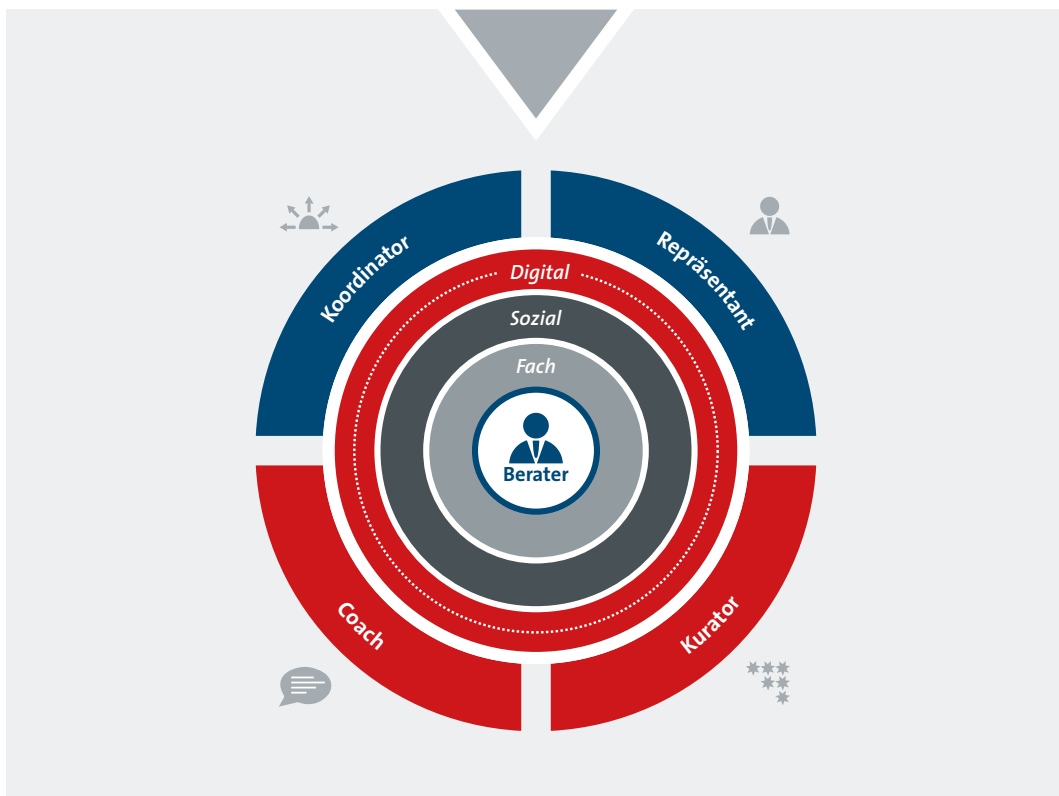 Koordinator
Repräsentant
Digital
Sozial
Fach
Berater
Coach
Kurator